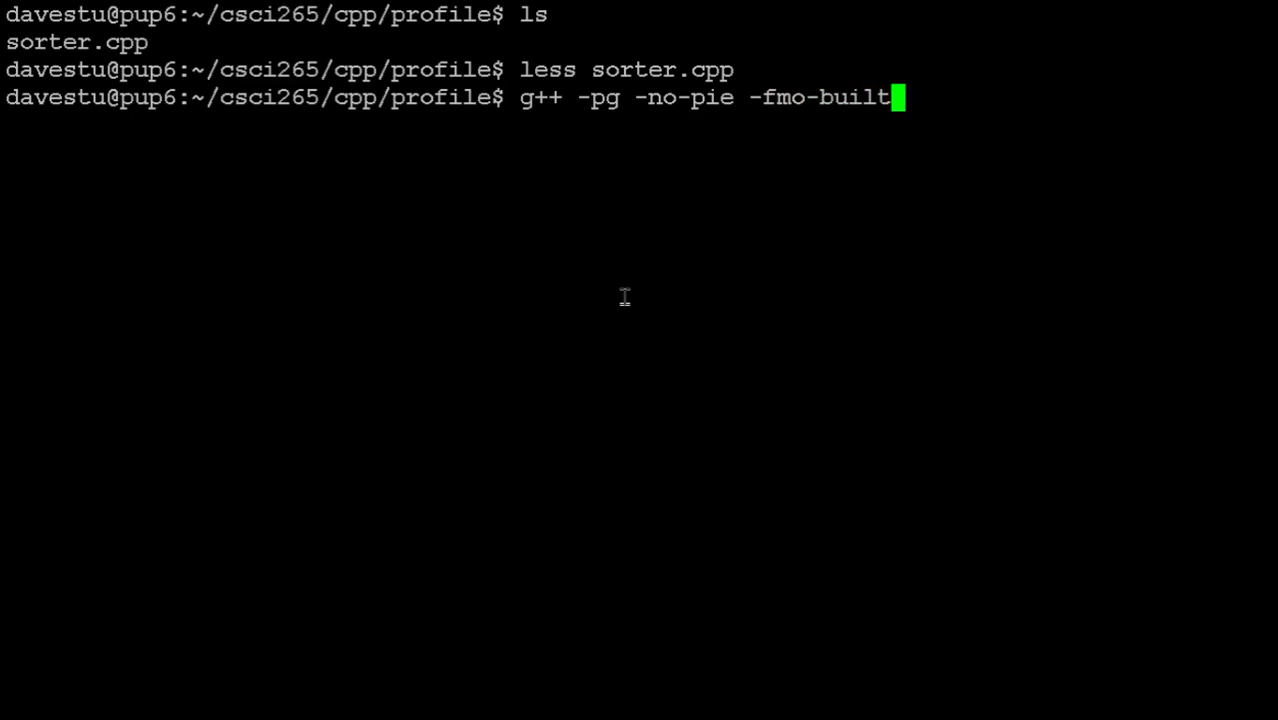 davestu@pup6:~/csci265/cpp/profile$ ls
sorter.cpp
davestu@pup6:~/csci265/cpp/profile$ less sorter.cpp
davestu@pup6:~/csci265/cpp/profile$ g++ -pg -no-pie -fmo-built